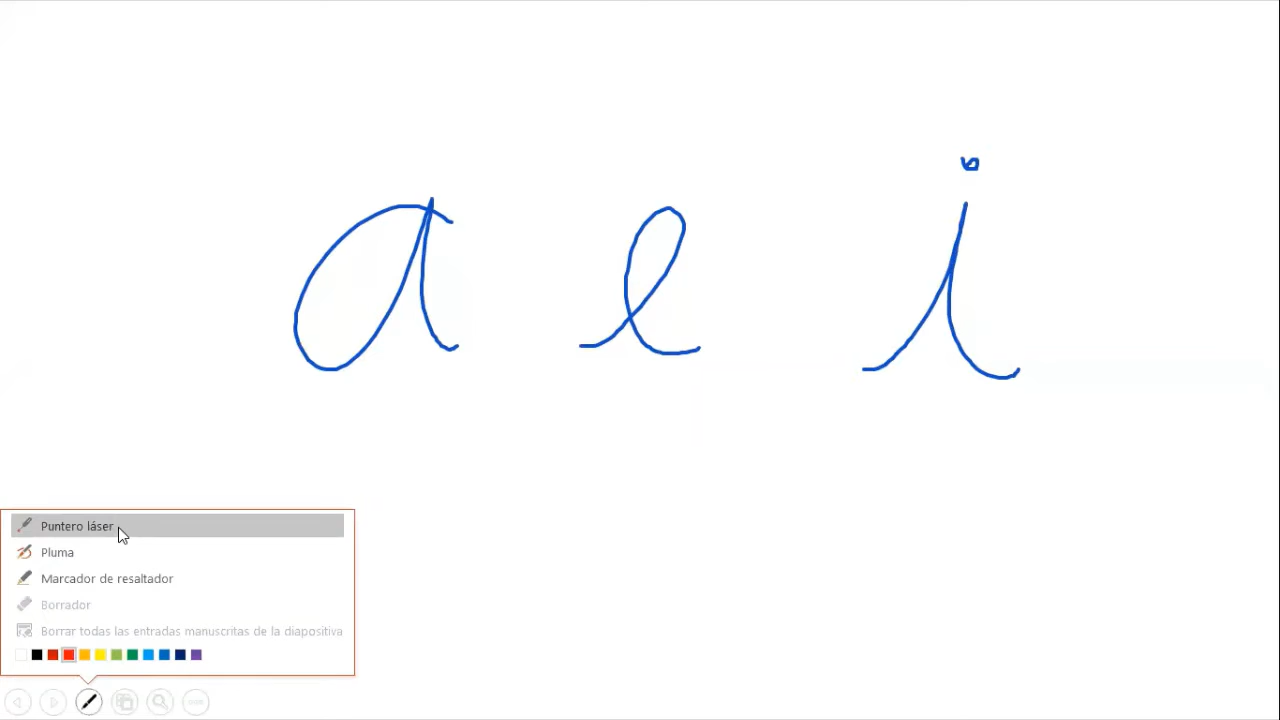 a e i
Puntero láser
Pluma
Marcador de resaltador
Borrador
Borrar todas las entradas manuscritas de la diapositiva